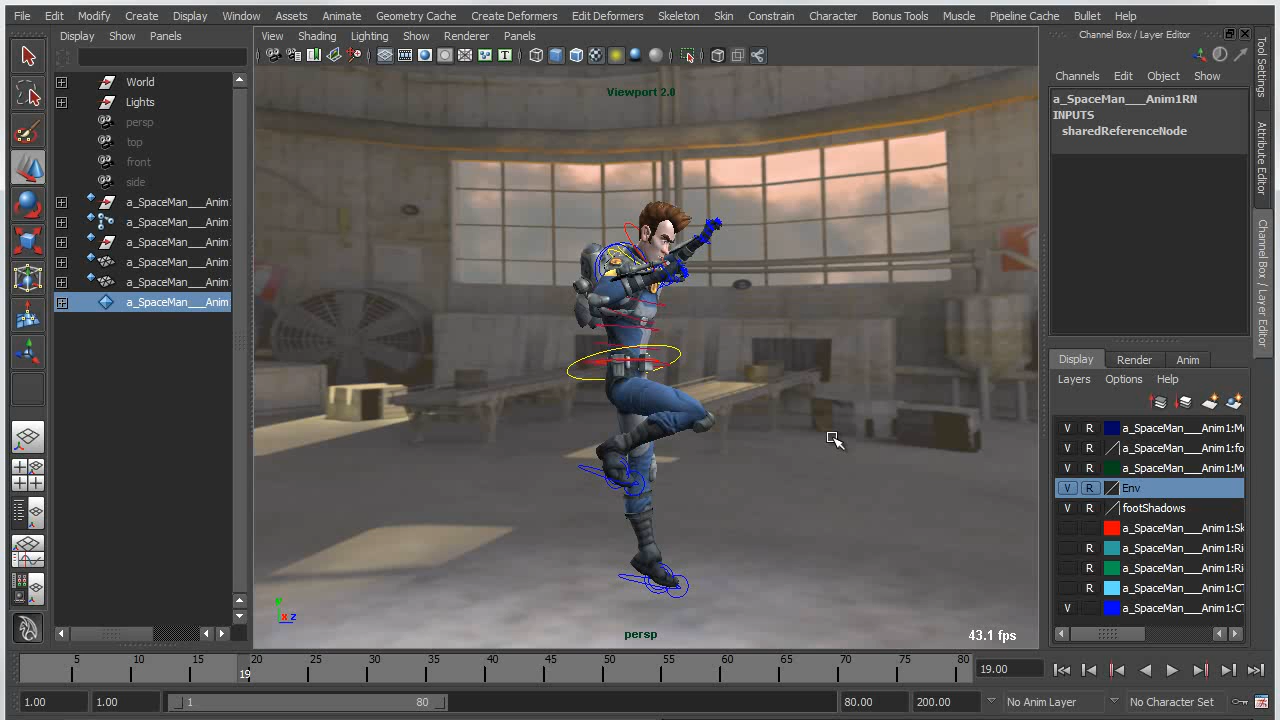 File Edit Modify Create Display Window Assets Animate Geometry Cache Create Deformers Edit Deformers Skeleton Skin Constrain Character Bonus Tools Muscle Pipeline Cache Bullet Help
Display Show Panels
View Shading Lighting Show Renderer Panels
Channel Box / Layer Editor
Tool Settings
Attribute Editor
Channel Box / Layer Editor
Channels Edit Object Show
a_SpaceMan___Anim1RN
INPUTS
sharedReferenceNode
World
Lights
persp
top
front
side
a_SpaceMan___Anim
a_SpaceMan___Anim
a_SpaceMan___Anim
a_SpaceMan___Anim
a_SpaceMan___Anim
a_SpaceMan___Anim
Viewport 2.0
persp
43.1 fps
x z
Display Render Anim
Layers Options Help
V R a_SpaceMan___Anim1:Me
V R a_SpaceMan___Anim1:fo
V R a_SpaceMan___Anim1:Me
V R Env
V R footShadows
a_SpaceMan___Anim1:Sk
R a_SpaceMan___Anim1:Ri
R a_SpaceMan___Anim1:Ri
R a_SpaceMan___Anim1:CT
V a_SpaceMan___Anim1:CT
5 10 15 19 20 25 30 35 40 45 50 55 60 65 70 75 80
19.00
1.00 1.00 1 80 80.00 200.00 No Anim Layer No Character Set